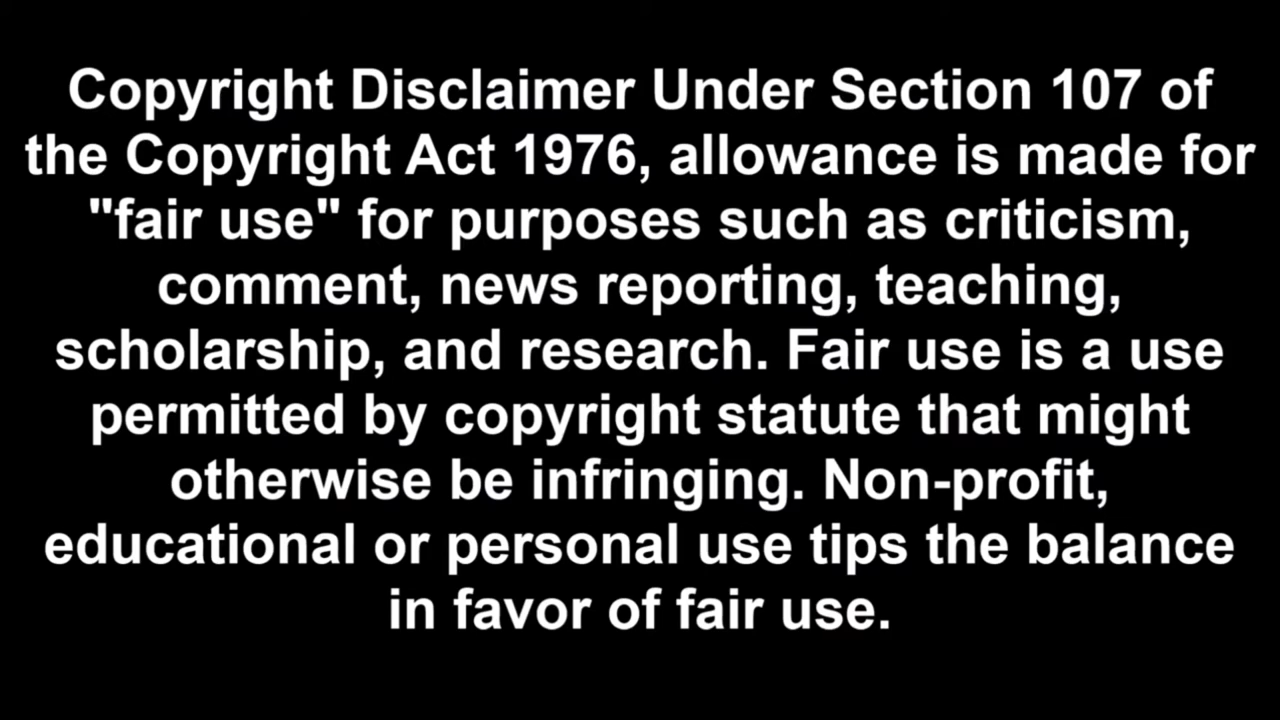 Copyright Disclaimer Under Section 107 of
the Copyright Act 1976, allowance is made for
"fair use" for purposes such as criticism,
comment, news reporting, teaching,
scholarship, and research. Fair use is a use
permitted by copyright statute that might
otherwise be infringing. Non-profit,
educational or personal use tips the balance
in favor of fair use.